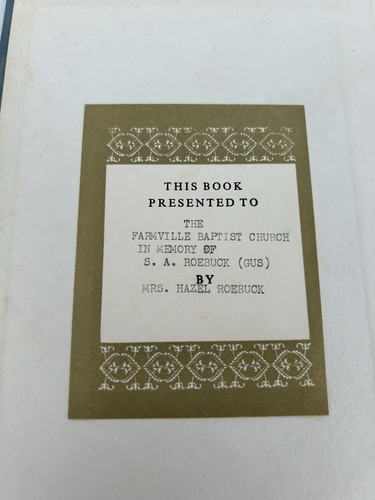 THIS BOOK
PRESENTED TO
THE
FARMVILLE BAPTIST CHURCH
IN MEMORY OF
S. A. ROEBUCK (GUS)
BY
MRS. HAZEL ROEBUCK